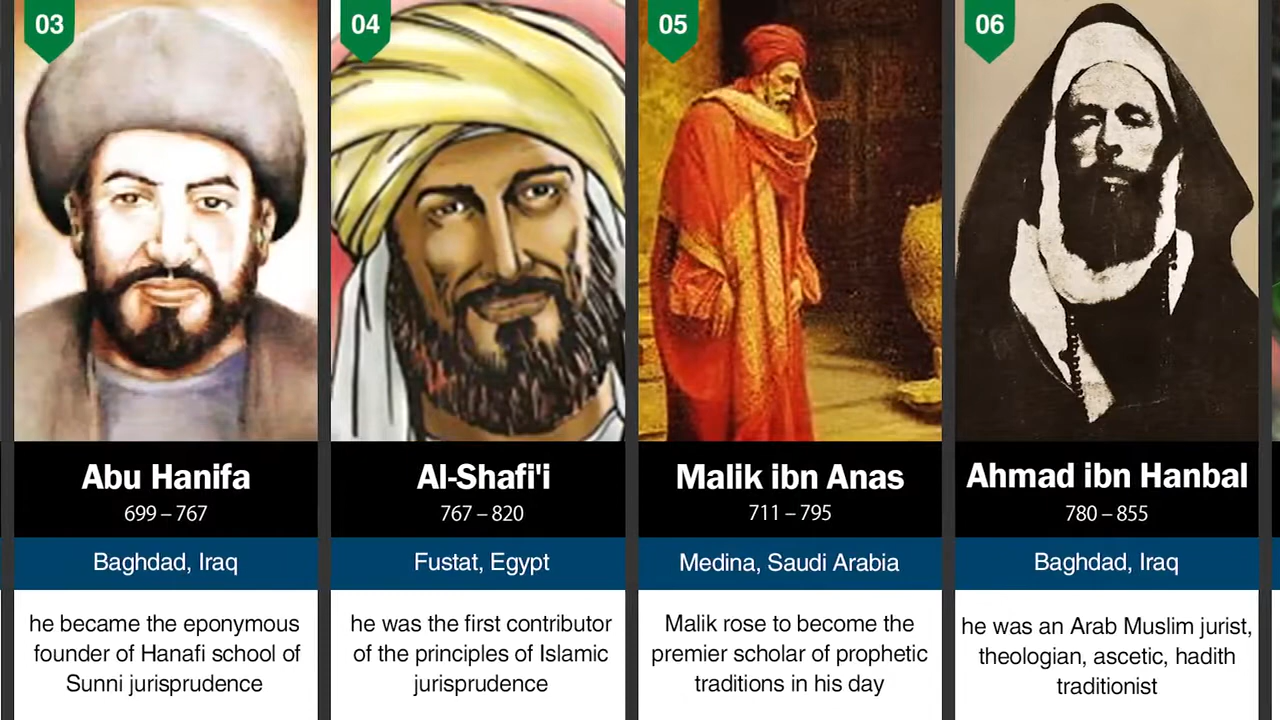 03
Abu Hanifa
699 – 767
Baghdad, Iraq
he became the eponymous
founder of Hanafi school of
Sunni jurisprudence
04
Al-Shafi'i
767 – 820
Fustat, Egypt
he was the first contributor
of the principles of Islamic
jurisprudence
05
Malik ibn Anas
711 – 795
Medina, Saudi Arabia
Malik rose to become the
premier scholar of prophetic
traditions in his day
06
Ahmad ibn Hanbal
780 – 855
Baghdad, Iraq
he was an Arab Muslim jurist,
theologian, ascetic, hadith
traditionist